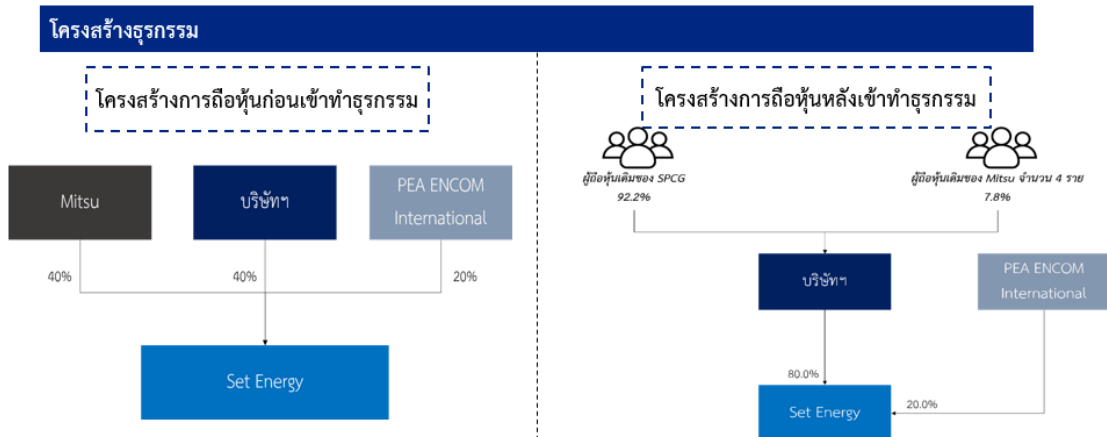 โครงสร้างธุรกรรม
โครงสร้างการถือหุ้นก่อนเข้าทำธุรกรรม
Mitsu
บริษัทฯ
PEA ENCOM
International
40%
40%
20%
Set Energy
โครงสร้างการถือหุ้นหลังเข้าทำธุรกรรม
ผู้ถือหุ้นเดิมของ SPCG
92.2%
ผู้ถือหุ้นเดิมของ Mitsu จำนวน 4 ราย
7.8%
บริษัทฯ
PEA ENCOM
International
80.0%
20.0%
Set Energy